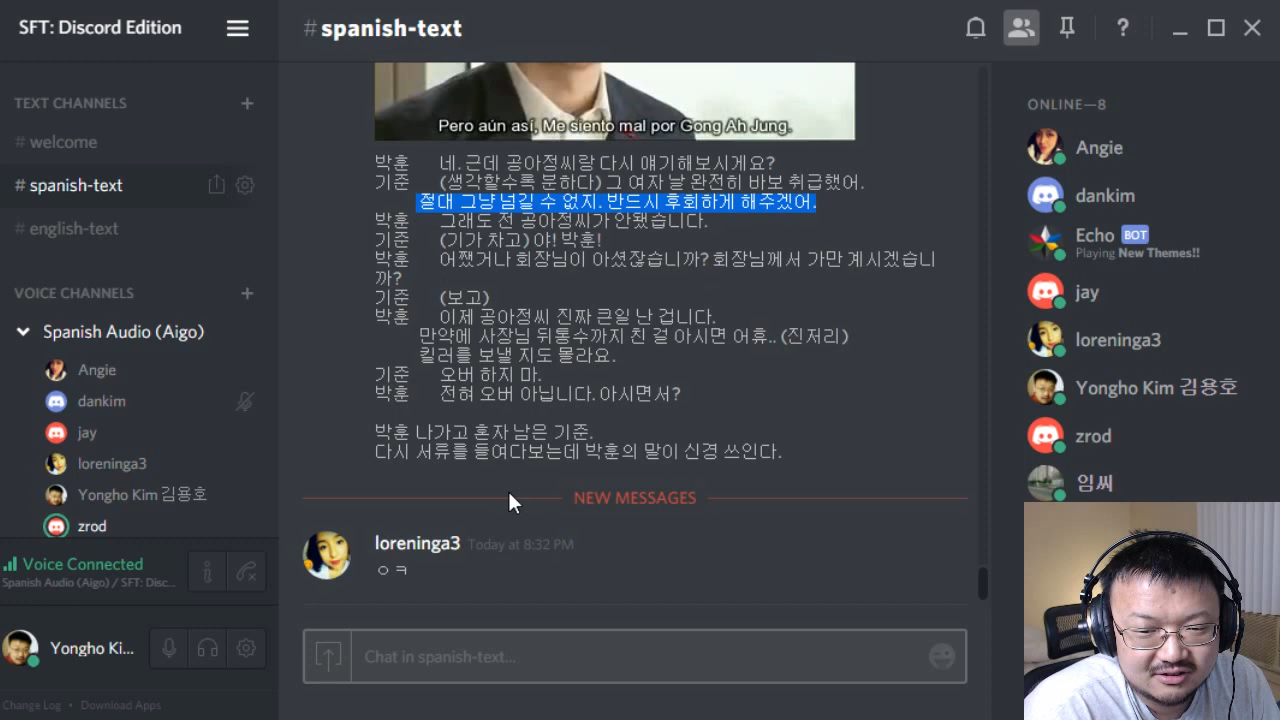 SFT: Discord Edition
TEXT CHANNELS
# welcome
# spanish-text
# english-text
VOICE CHANNELS
Spanish Audio (Aigo)
Angie
dankim
jay
loreninga3
Yongho Kim 김용호
zrod
Voice Connected
Spanish Audio (Aigo) / SFT: Disc...
Yongho Ki...
Change Log • Download Apps
# spanish-text
Pero aún así, Me siento mal por Gong Ah Jung.
박훈 네. 근데 공아정씨랑 다시 얘기해보시게요?
기준 (생각할수록 분하다) 그 여자 날 완전히 바보 취급했어.
절대 그냥 넘길 수 없지. 반드시 후회하게 해주겠어.
박훈 그래도 전 공아정씨가 안됐습니다.
기준 (기가 차고) 야! 박훈!
박훈 어쨌거나 회장님이 아셨잖습니까? 회장님께서 가만 계시겠습니
까?
기준 (보고)
박훈 이제 공아정씨 진짜 큰일 난 겁니다.
만약에 사장님 뒤통수까지 친 걸 아시면 어휴.. (진저리)
킬러를 보낼 지도 몰라요.
기준 오버 하지 마.
박훈 전혀 오버 아닙니다. 아시면서?
박훈 나가고 혼자 남은 기준.
다시 서류를 들여다보는데 박훈의 말이 신경 쓰인다.
NEW MESSAGES
loreninga3 Today at 8:32 PM
ㅇㅋ
Chat in spanish-text...
ONLINE—8
Angie
dankim
Echo BOT
Playing New Themes!!
jay
loreninga3
Yongho Kim 김용호
zrod
임씨